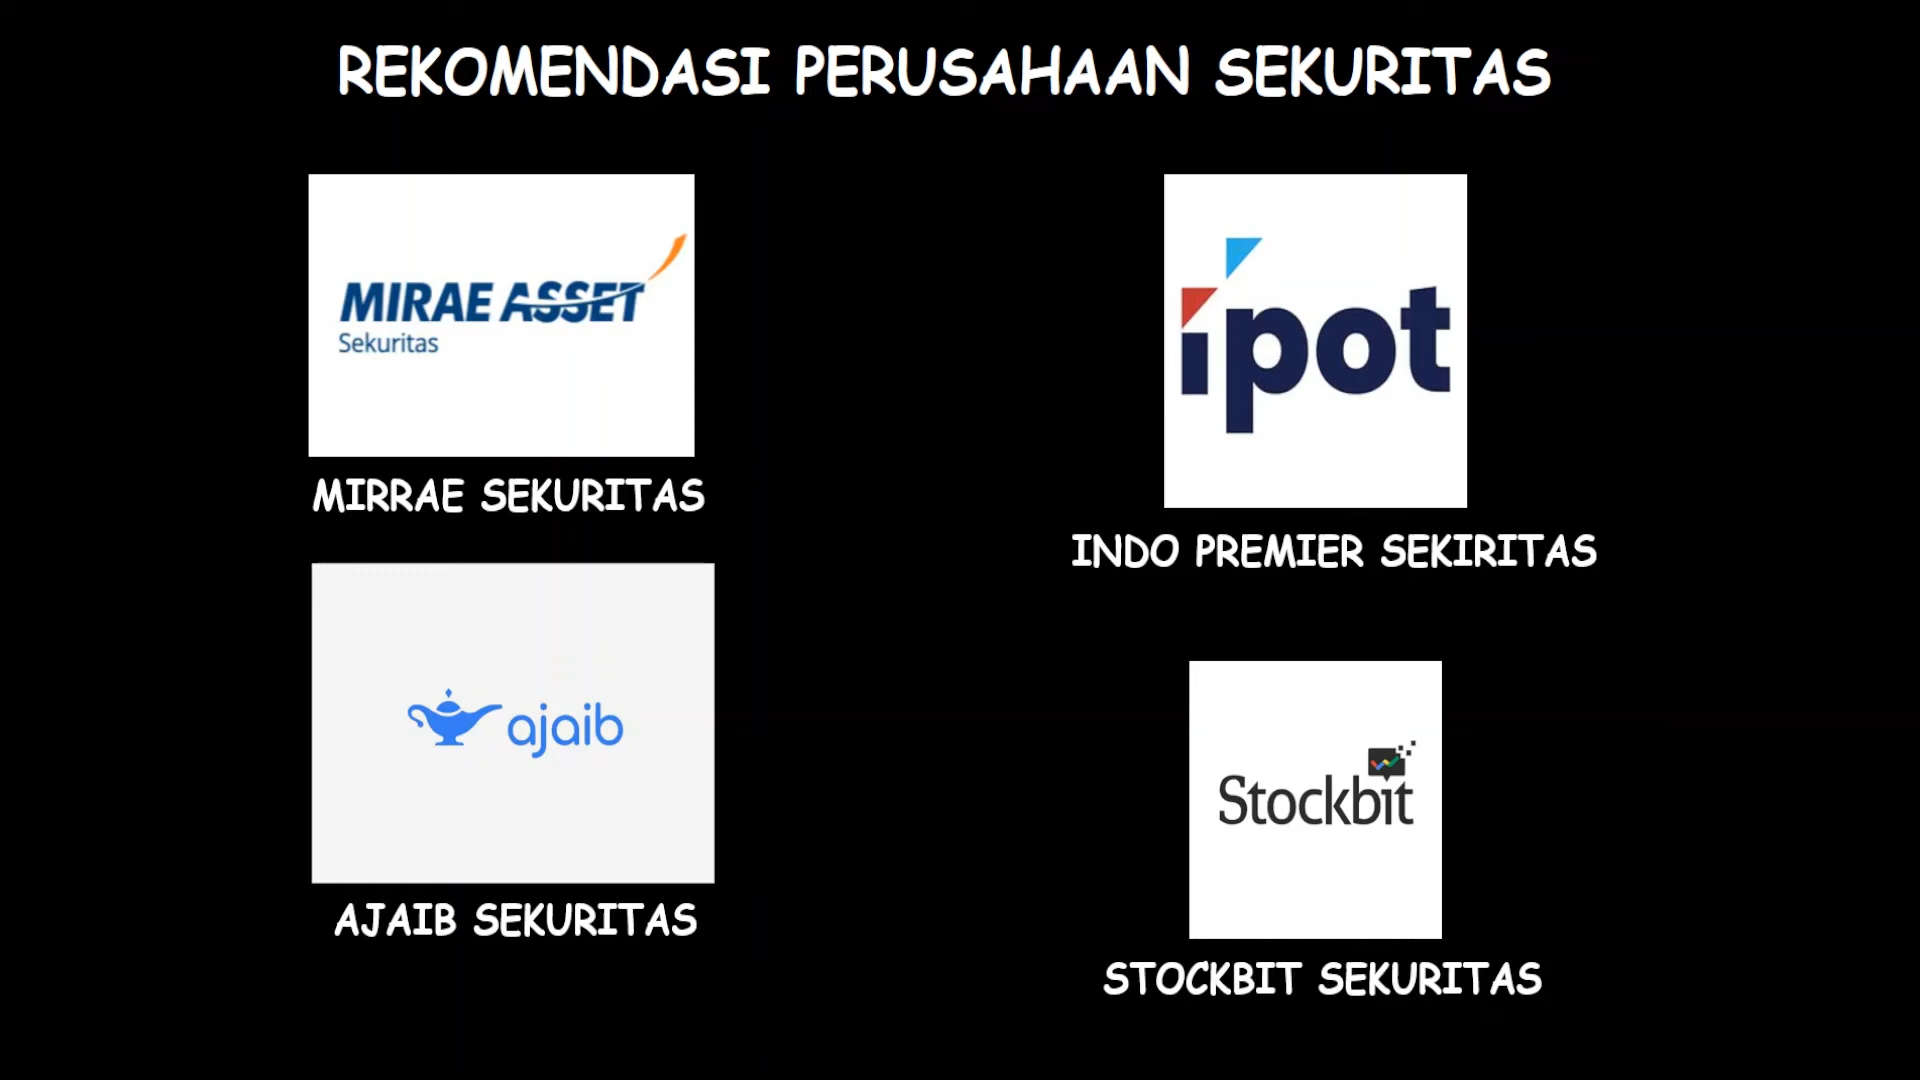 REKOMENDASI PERUSAHAAN SEKURITAS
MIRAE ASSET
Sekuritas
MIRRAE SEKURITAS
ipot
INDO PREMIER SEKIRITAS
ajaib
AJAIB SEKURITAS
Stockbit
STOCKBIT SEKURITAS